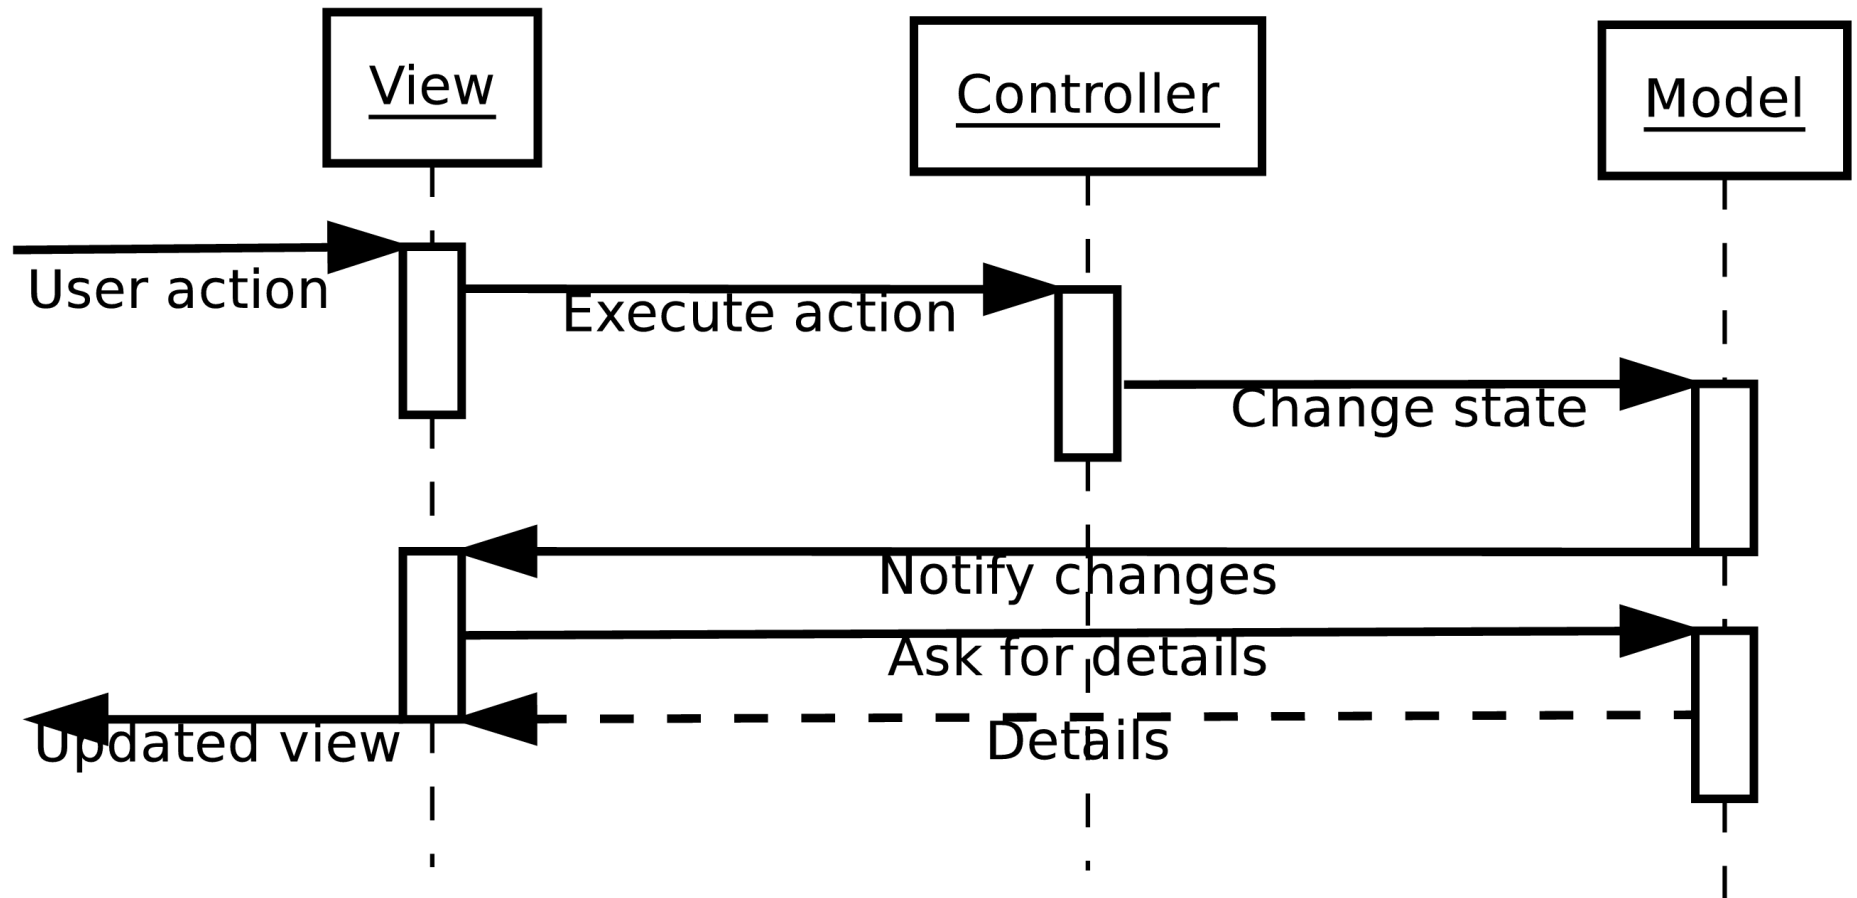 View
Controller
Model
User action
Execute action
Change state
Notify changes
Ask for details
Details
Updated view